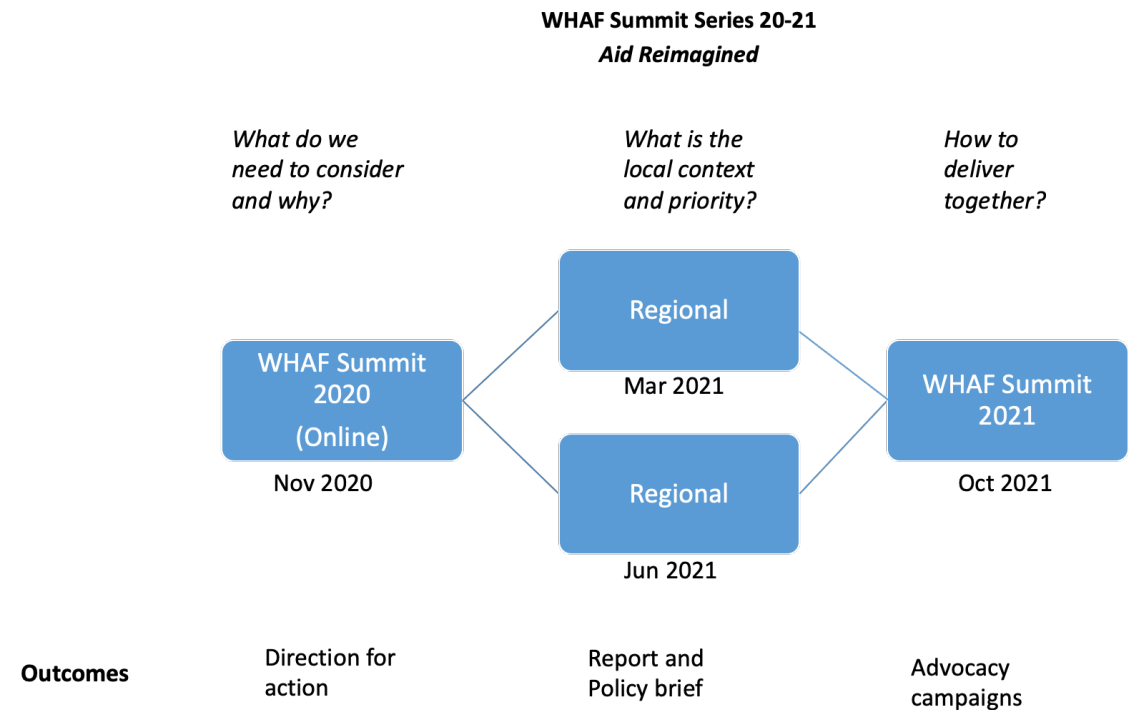 WHAF Summit Series 20-21
Aid Reimagined
What do we
need to consider
and why?
What is the
local context
and priority?
How to
deliver
together?
WHAF Summit
2020
(Online)
Nov 2020
Regional
Mar 2021
Regional
Jun 2021
WHAF Summit
2021
Oct 2021
Outcomes
Direction for
action
Report and
Policy brief
Advocacy
campaigns